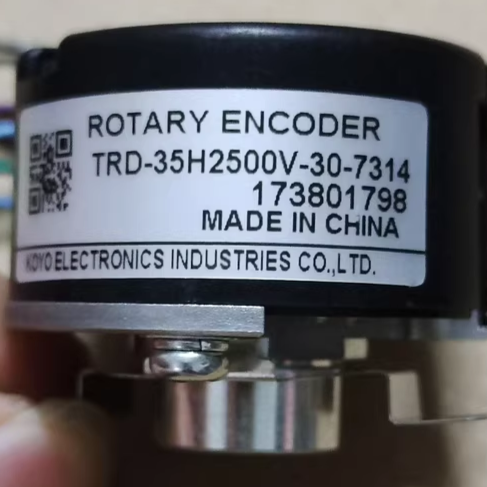 ROTARY ENCODER
TRD-35H2500V-30-7314
173801798
MADE IN CHINA
KOYO ELECTRONICS INDUSTRIES CO.,LTD.